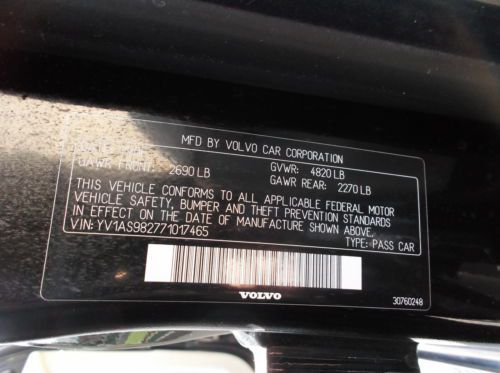 MFD BY VOLVO CAR CORPORATION
GVWR: 4820 LB
GAWR FRONT: 2690 LB GAWR REAR: 2270 LB
THIS VEHICLE CONFORMS TO ALL APPLICABLE FEDERAL MOTOR
VEHICLE SAFETY, BUMPER AND THEFT PREVENTION STANDARDS
IN EFFECT ON THE DATE OF MANUFACTURE SHOWN ABOVE.
VIN: YV1AS982771017465 TYPE: PASS CAR
VOLVO 30760248